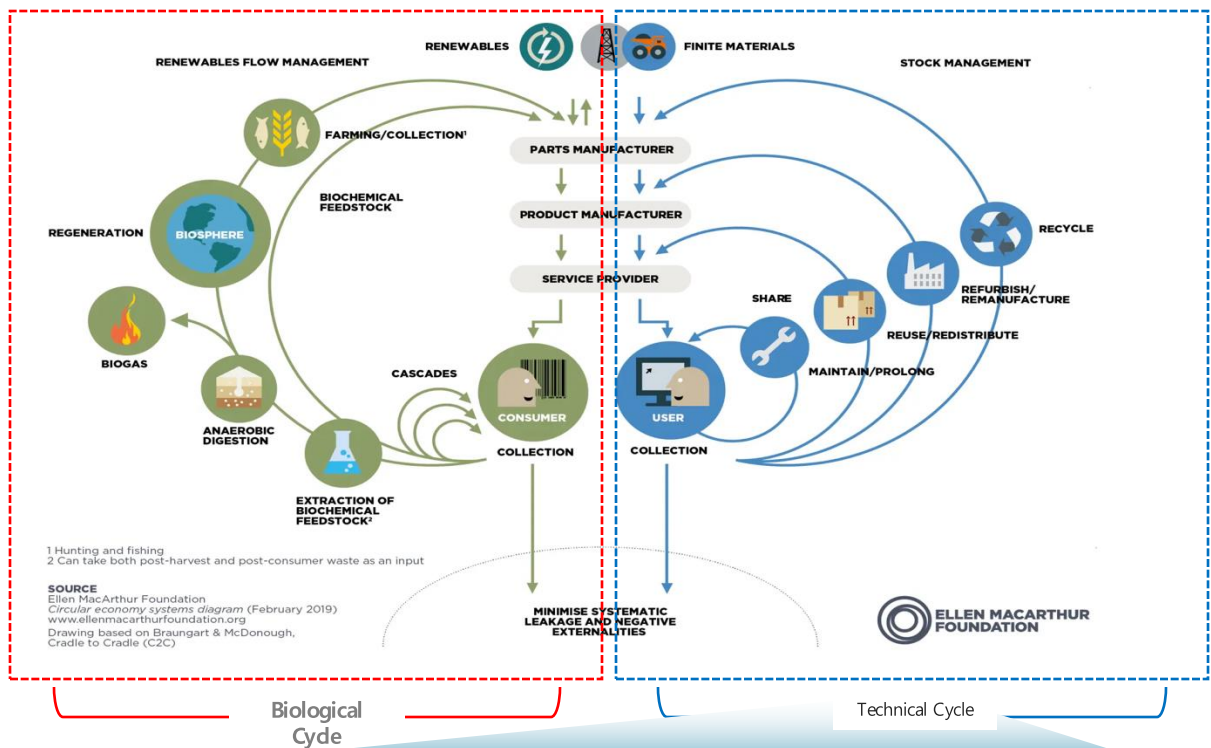 RENEWABLES
FINITE MATERIALS
RENEWABLES FLOW MANAGEMENT
STOCK MANAGEMENT
FARMING/COLLECTION¹
PARTS MANUFACTURER
BIOCHEMICAL
FEEDSTOCK
PRODUCT MANUFACTURER
REGENERATION
BIOSPHERE
RECYCLE
SERVICE PROVIDER
SHARE
REFURBISH/
REMANUFACTURE
REUSE/REDISTRIBUTE
BIOGAS
CASCADES
MAINTAIN/PROLONG
CONSUMER
USER
ANAEROBIC
DIGESTION
COLLECTION
COLLECTION
EXTRACTION OF
BIOCHEMICAL
FEEDSTOCK²
1 Hunting and fishing
2 Can take both post-harvest and post-consumer waste as an input
SOURCE
Ellen MacArthur Foundation
Circular economy systems diagram (February 2019)
www.ellenmacarthurfoundation.org
Drawing based on Braungart & McDonough,
Cradle to Cradle (C2C)
MINIMISE SYSTEMATIC
LEAKAGE AND NEGATIVE
EXTERNALITIES
ELLEN MACARTHUR
FOUNDATION
Biological
Cycle
Technical Cycle